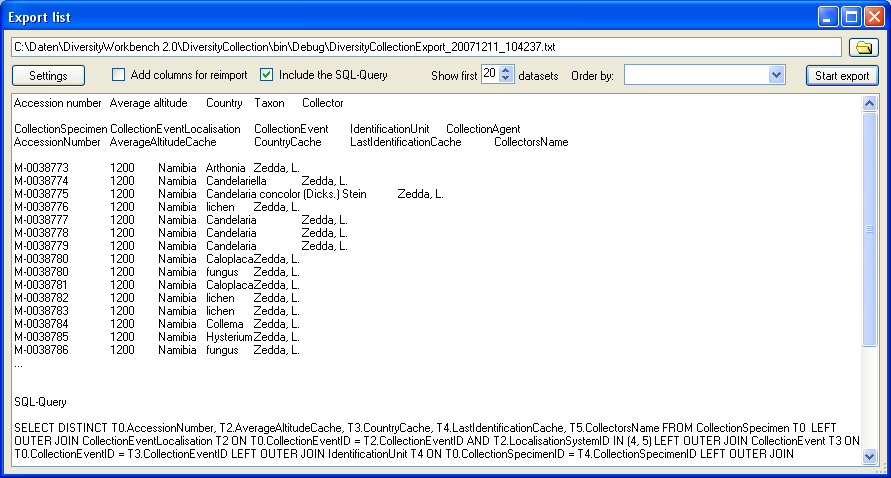 Export list
C:\Daten\DiversityWorkbench 2.0\DiversityCollection\bin\Debug\DiversityCollectionExport_20071211_104237.txt
Settings Add columns for reimport Include the SQL-Query Show first 20 datasets Order by: Start export
Accession number Average altitude Country Taxon Collector
CollectionSpecimen CollectionEventLocalisation CollectionEvent IdentificationUnit CollectionAgent
AccessionNumber AverageAltitudeCache CountryCache LastIdentificationCache CollectorsName
M-0038773 1200 Namibia Arthonia Zedda, L.
M-0038774 1200 Namibia Candelariella Zedda, L.
M-0038775 1200 Namibia Candelaria concolor (Dicks.) Stein Zedda, L.
M-0038776 1200 Namibia lichen Zedda, L.
M-0038777 1200 Namibia Candelaria Zedda, L.
M-0038778 1200 Namibia Candelaria Zedda, L.
M-0038779 1200 Namibia Candelaria Zedda, L.
M-0038780 1200 Namibia Caloplaca Zedda, L.
M-0038780 1200 Namibia fungus Zedda, L.
M-0038781 1200 Namibia Caloplaca Zedda, L.
M-0038782 1200 Namibia lichen Zedda, L.
M-0038783 1200 Namibia lichen Zedda, L.
M-0038784 1200 Namibia Collema Zedda, L.
M-0038785 1200 Namibia Hysterium Zedda, L.
M-0038786 1200 Namibia fungus Zedda, L.
...
SQL-Query
SELECT DISTINCT T0.AccessionNumber, T2.AverageAltitudeCache, T3.CountryCache, T4.LastIdentificationCache, T5.CollectorsName FROM CollectionSpecimen T0 LEFT
OUTER JOIN CollectionEventLocalisation T2 ON T0.CollectionEventID = T2.CollectionEventID AND T2.LocalisationSystemID IN (4, 5) LEFT OUTER JOIN CollectionEvent T3 ON
T0.CollectionEventID = T3.CollectionEventID LEFT OUTER JOIN IdentificationUnit T4 ON T0.CollectionSpecimenID = T4.CollectionSpecimenID LEFT OUTER JOIN